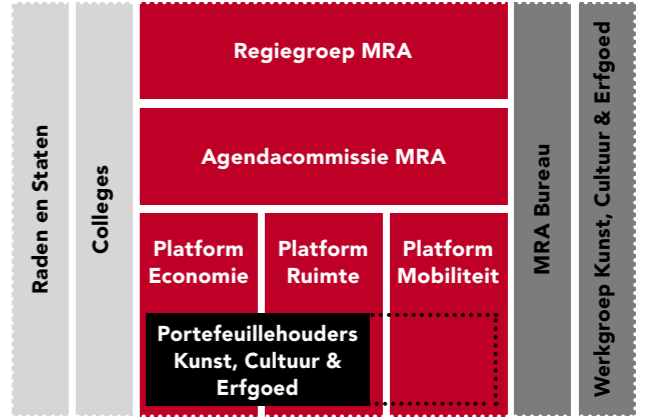 Raden en Staten
Colleges
Regiegroep MRA
Agendacommissie MRA
Platform
Economie
Platform
Ruimte
Platform
Mobiliteit
Portefeuillehouders
Kunst, Cultuur &
Erfgoed
MRA Bureau
Werkgroep Kunst, Cultuur & Erfgoed